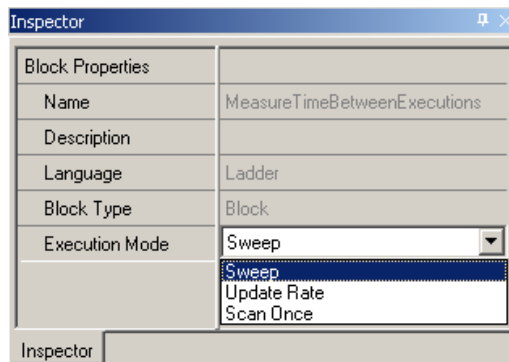 Inspector
Block Properties
Name MeasureTimeBetweenExecutions
Description
Language Ladder
Block Type Block
Execution Mode Sweep
Sweep
Update Rate
Scan Once
Inspector